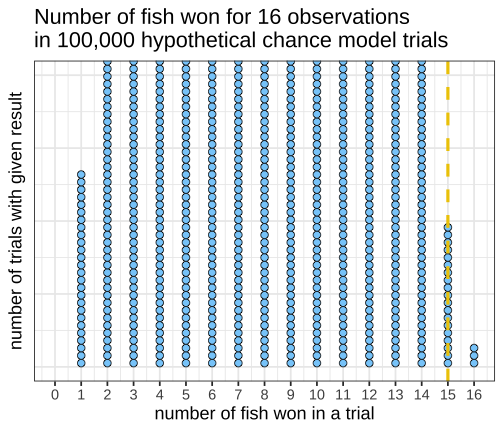 Number of fish won for 16 observations
in 100,000 hypothetical chance model trials
number of trials with given result
0 1 2 3 4 5 6 7 8 9 10 11 12 13 14 15 16
number of fish won in a trial